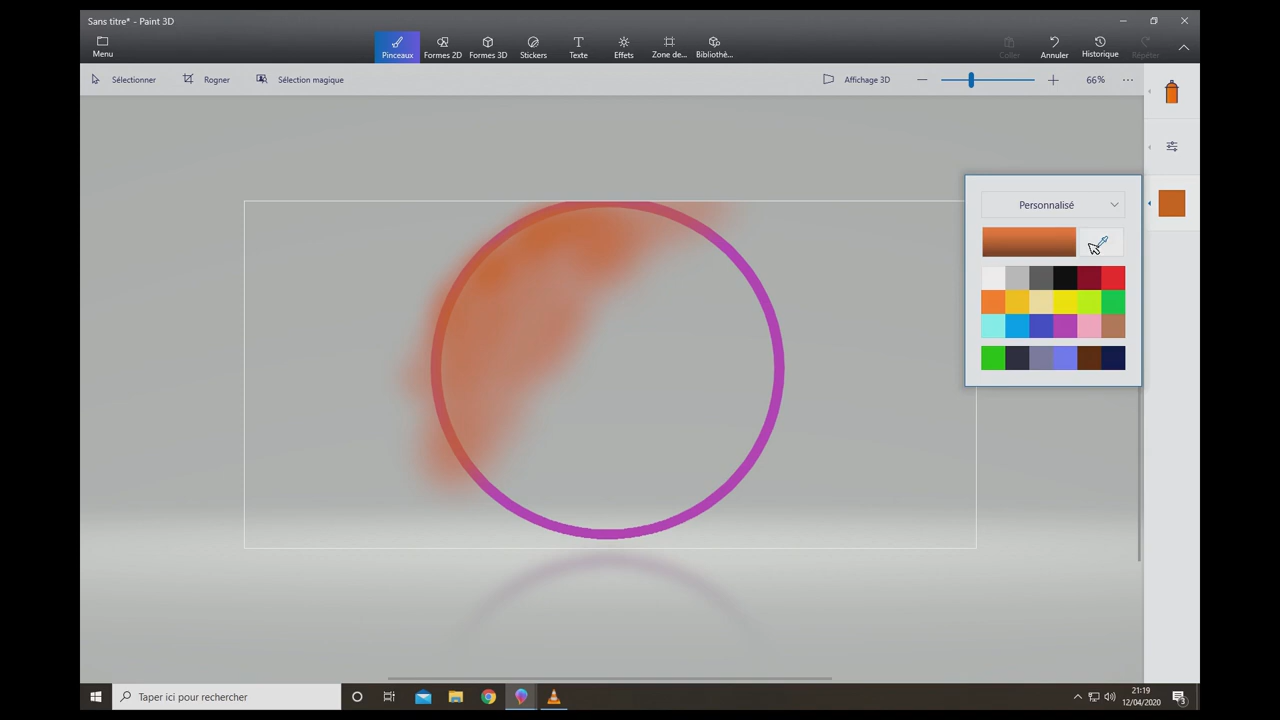 Sans titre* - Paint 3D
Menu
Pinceaux
Formes 2D
Formes 3D
Stickers
Texte
Effets
Zone de...
Bibliothè...
Coller
Annuler
Historique
Répéter
Sélectionner
Rogner
Sélection magique
Affichage 3D
66%
Personnalisé
Taper ici pour rechercher
21:19
12/04/2020
3